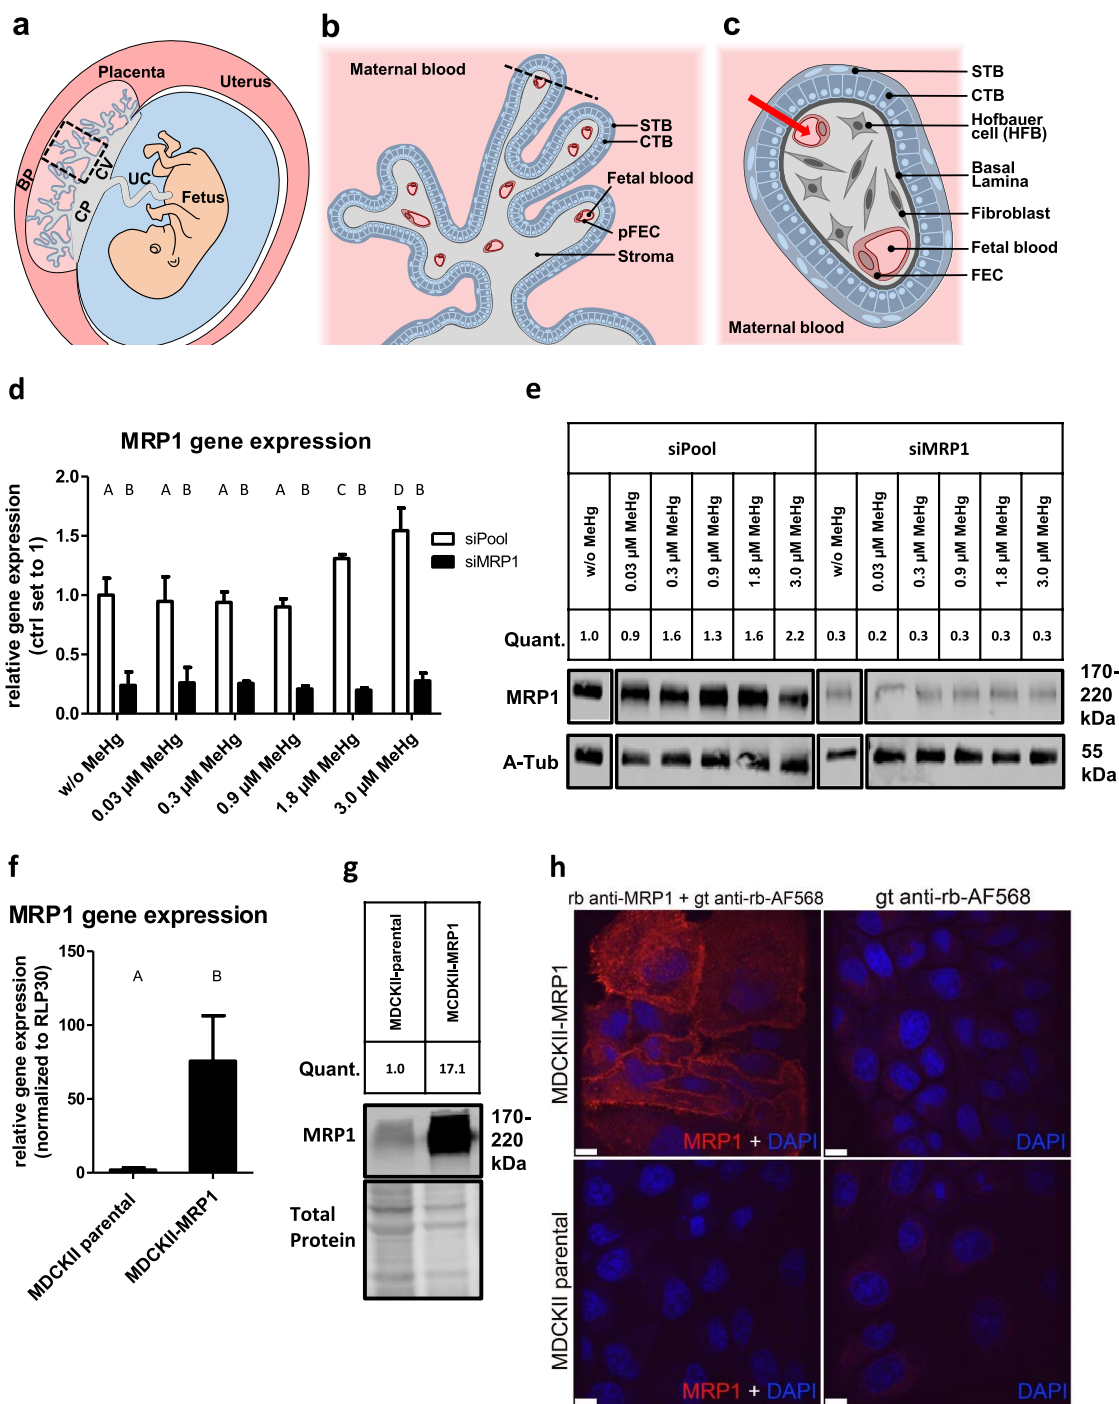 a
Placenta
Uterus
BP
CV
UC
CP
Fetus
b
Maternal blood
STB
CTB
Fetal blood
pFEC
Stroma
c
STB
CTB
Hofbauer
cell (HFB)
Basal
Lamina
Fibroblast
Fetal blood
FEC
Maternal blood
d
MRP1 gene expression
relative gene expression
(ctrl set to 1)
2.0
1.5
1.0
0.5
0.0
A B A B A B A B C B D B
siPool
siMRP1
w/o MeHg
0.03 µM MeHg
0.3 µM MeHg
0.9 µM MeHg
1.8 µM MeHg
3.0 µM MeHg
e
siPool siMRP1
w/o MeHg 0.03 µM MeHg 0.3 µM MeHg 0.9 µM MeHg 1.8 µM MeHg 3.0 µM MeHg w/o MeHg 0.03 µM MeHg 0.3 µM MeHg 0.9 µM MeHg 1.8 µM MeHg 3.0 µM MeHg
Quant. 1.0 0.9 1.6 1.3 1.6 2.2 0.3 0.2 0.3 0.3 0.3 0.3
MRP1
170-
220
kDa
A-Tub
55
kDa
f
MRP1 gene expression
relative gene expression
(normalized to RLP30)
150
100
50
0
A B
MDCKII parental
MDCKII-MRP1
g
MDCKII-parental MCDKII-MRP1
Quant. 1.0 17.1
MRP1
170-
220
kDa
Total
Protein
h
rb anti-MRP1 + gt anti-rb-AF568 gt anti-rb-AF568
MDCKII-MRP1
MRP1 + DAPI
DAPI
MDCKII parental
MRP1 + DAPI
DAPI